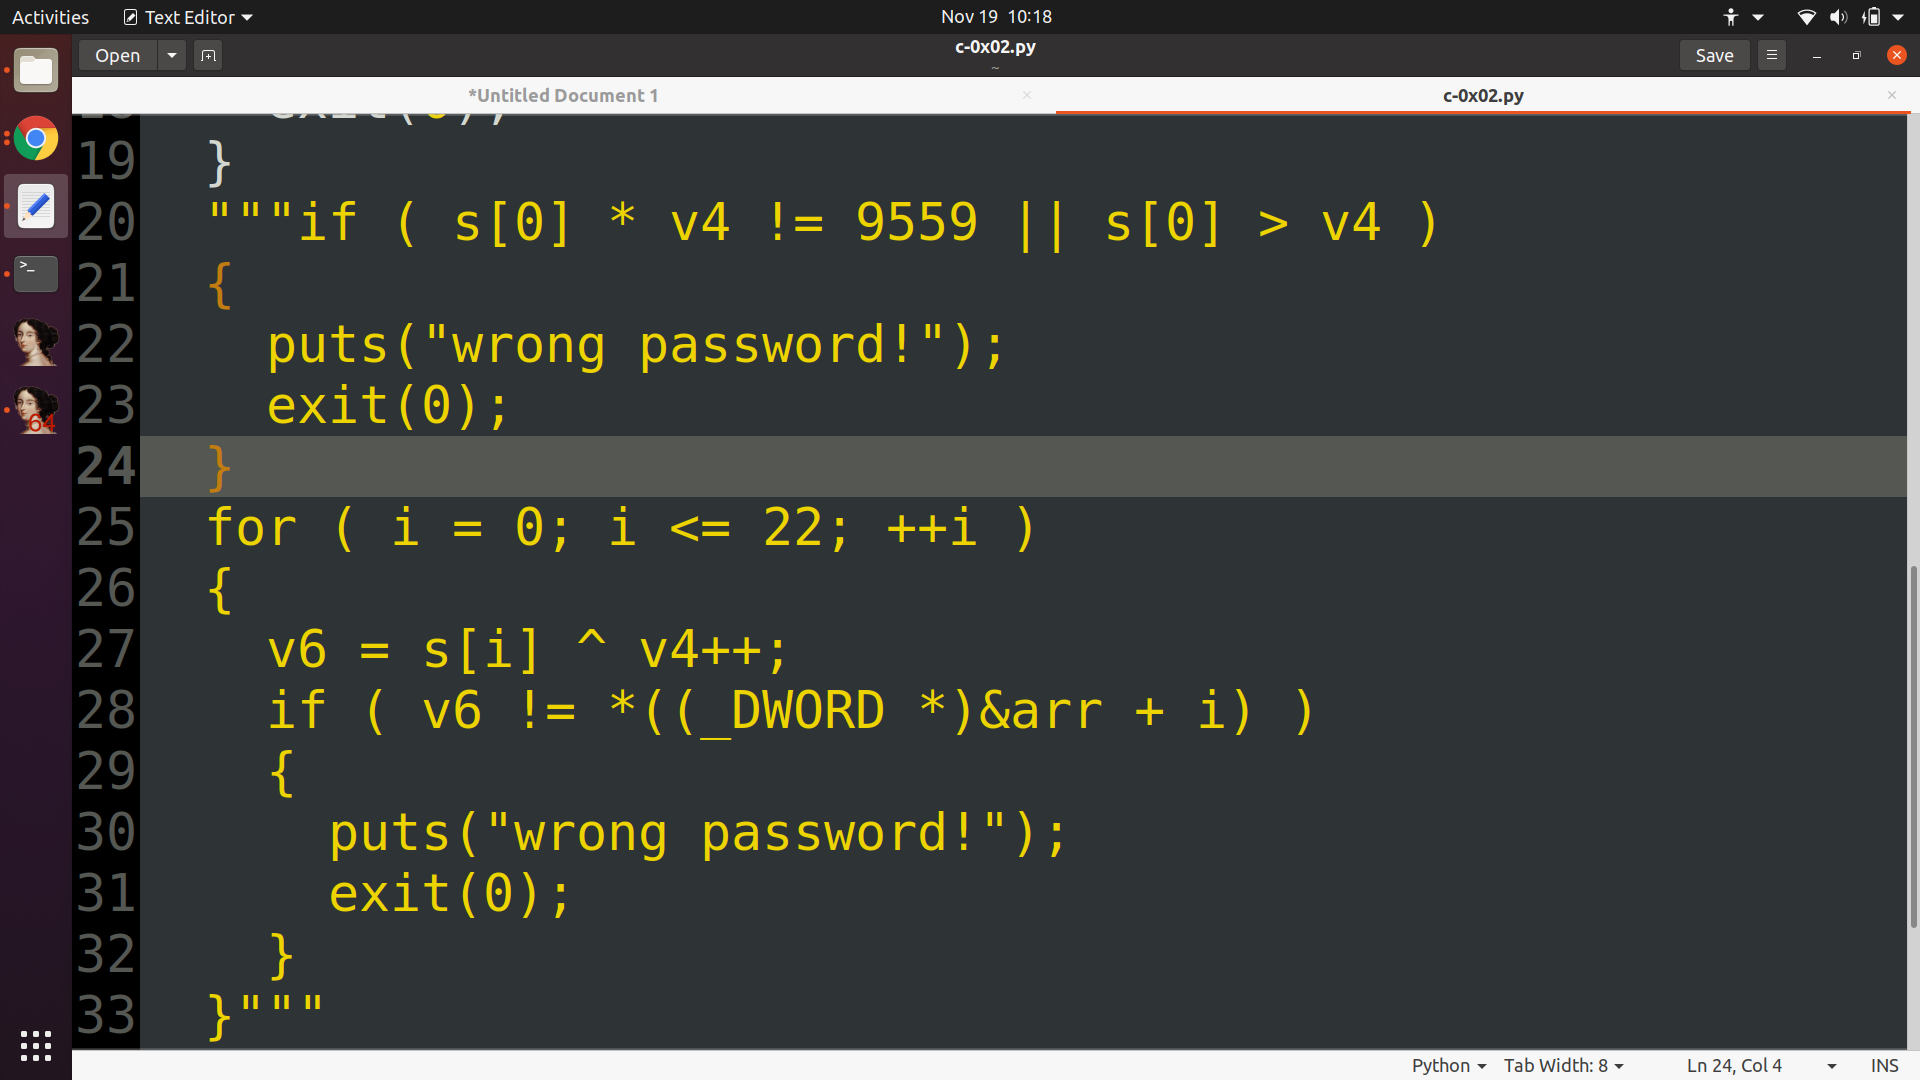 Activities
Text Editor
Nov 19 10:18
Open
c-0x02.py
~
Save
*Untitled Document 1
c-0x02.py
exit(0);
19 }
20 """if ( s[0] * v4 != 9559 || s[0] > v4 )
21 {
22 puts("wrong password!");
23 exit(0);
24 }
25 for ( i = 0; i <= 22; ++i )
26 {
27 v6 = s[i] ^ v4++;
28 if ( v6 != *((_DWORD *)&arr + i) )
29 {
30 puts("wrong password!");
31 exit(0);
32 }
33 }"""
64
Python
Tab Width: 8
Ln 24, Col 4
INS